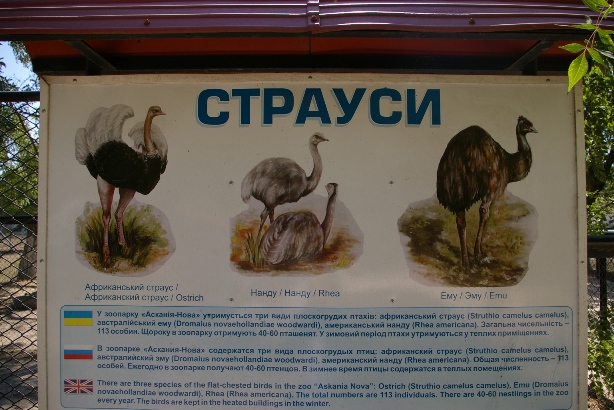 СТРАУСИ
Африканський страус /
Африканский страус / Ostrich
Нанду / Нанду / Rhea
Ему / Эму / Emu
У зоопарку «Асканія-Нова» утримується три види плоскогрудих птахів: африканський страус (Struthio camelus camelus),
австралійський ему (Dromaius novaehollandiae woodwardi), американський нанду (Rhea americana). Загальна чисельність –
113 особин. Щороку в зоопарку отримують 40-60 пташенят. У зимовий період птахи утримуються у теплих приміщеннях.
В зоопарке «Аскания-Нова» содержатся три вида плоскогрудых птиц: африканский страус (Struthio camelus camelus),
австралийский эму (Dromaius novaehollandiae woodwardi), американский нанду (Rhea americana). Общая численность – 113
особей. Ежегодно в зоопарке получают 40-60 птенцов. В зимнее время птицы содержатся в теплых помещениях.
There are three species of the flat-chested birds in the zoo "Askania Nova": Ostrich (Struthio camelus camelus), Emu (Dromaius
novaehollandiae woodwardi), Rhea (Rhea americana). The total numbers are 113 individuals. There are 40-60 nestlings in the zoo
every year. The birds are kept in the heated buildings in the winter.